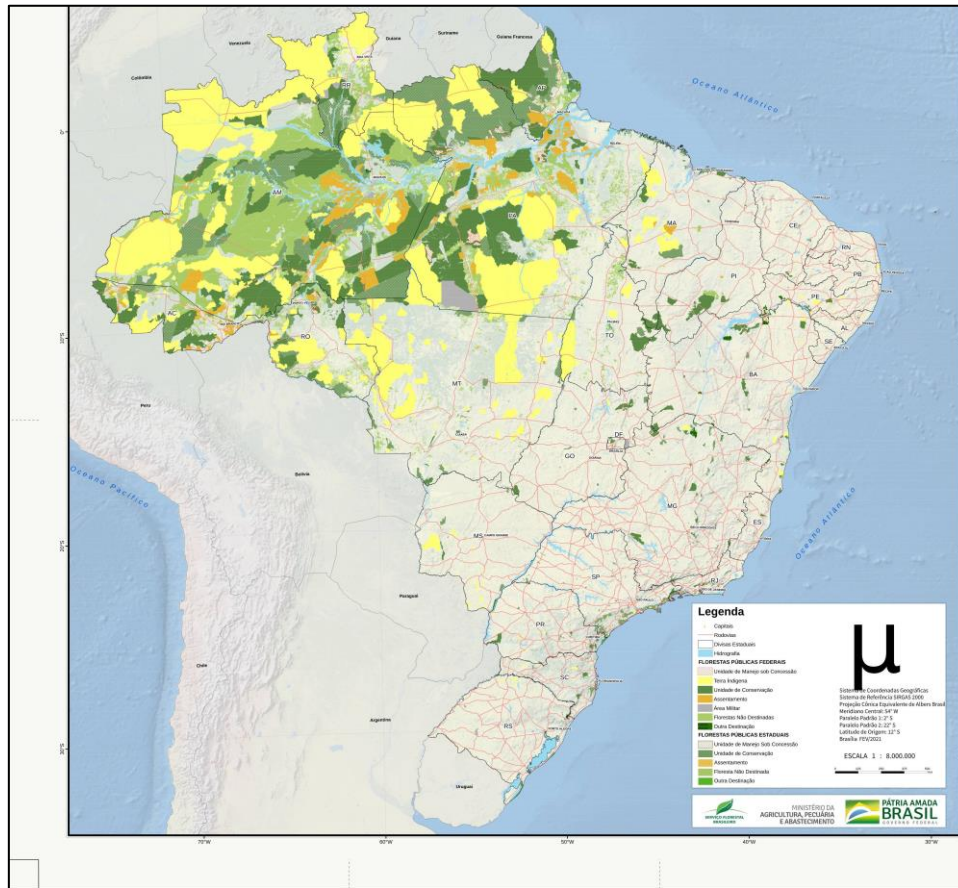 Venezuela
Guiana
Suriname
Guiana Francesa
Colômbia
Oceano Atlântico
RR
AP
0°
AM
PA
MA
CE
RN
PB
PI
PE
AC
AL
SE
10°S
RO
TO
BA
MT
Peru
DF
GO
Bolívia
Oceano Pacífico
MG
Oceano Atlântico
ES
20°S
MS
CAMPO GRANDE
SP
RJ
Paraguai
PR
Chile
SC
Argentina
RS
30°S
Uruguai
Legenda
Capitais
Rodovias
Divisas Estaduais
Hidrografia
FLORESTAS PÚBLICAS FEDERAIS
Unidade de Manejo sob Concessão
Terra Indígena
Unidade de Conservação
Assentamento
Área Militar
Florestas Não Destinadas
Outra Destinação
FLORESTAS PÚBLICAS ESTADUAIS
Unidade de Manejo Sob Concessão
Unidade de Conservação
Assentamento
Floresta Não Destinada
Outra Destinação
µ
Sistema de Coordenadas Geográficas
Sistema de Referência SIRGAS 2000
Projeção Cônica Equivalente de Albers Brasil
Meridiano Central: 54° W
Paralelo Padrão 1: 2° S
Paralelo Padrão 2: 22° S
Latitude de Origem: 12° S
Brasília: FEV/2021
ESCALA 1 : 8.000.000
SERVIÇO FLORESTAL
BRASILEIRO
MINISTÉRIO DA
AGRICULTURA, PECUÁRIA
E ABASTECIMENTO
PÁTRIA AMADA
BRASIL
GOVERNO FEDERAL
70°W
60°W
50°W
40°W
30°W